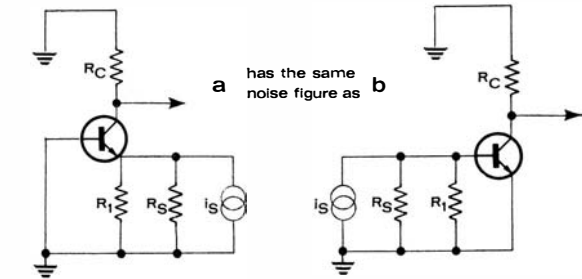 RC
a
has the same
noise figure as
b
RC
R1
RS
iS
iS
RS
R1